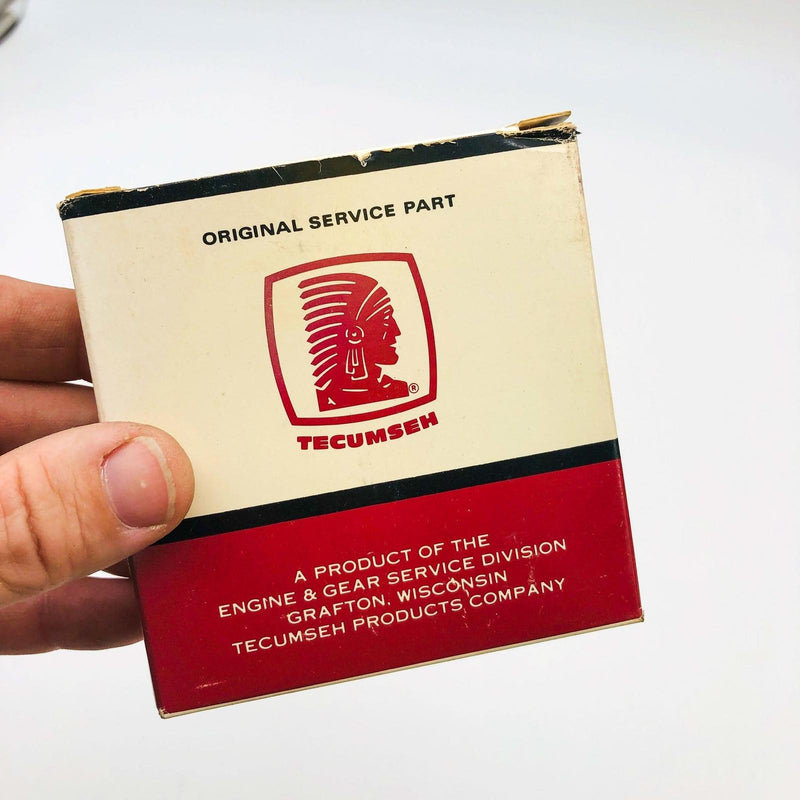 ORIGINAL SERVICE PART
®
TECUMSEH
A PRODUCT OF THE
ENGINE & GEAR SERVICE DIVISION
GRAFTON, WISCONSIN
TECUMSEH PRODUCTS COMPANY